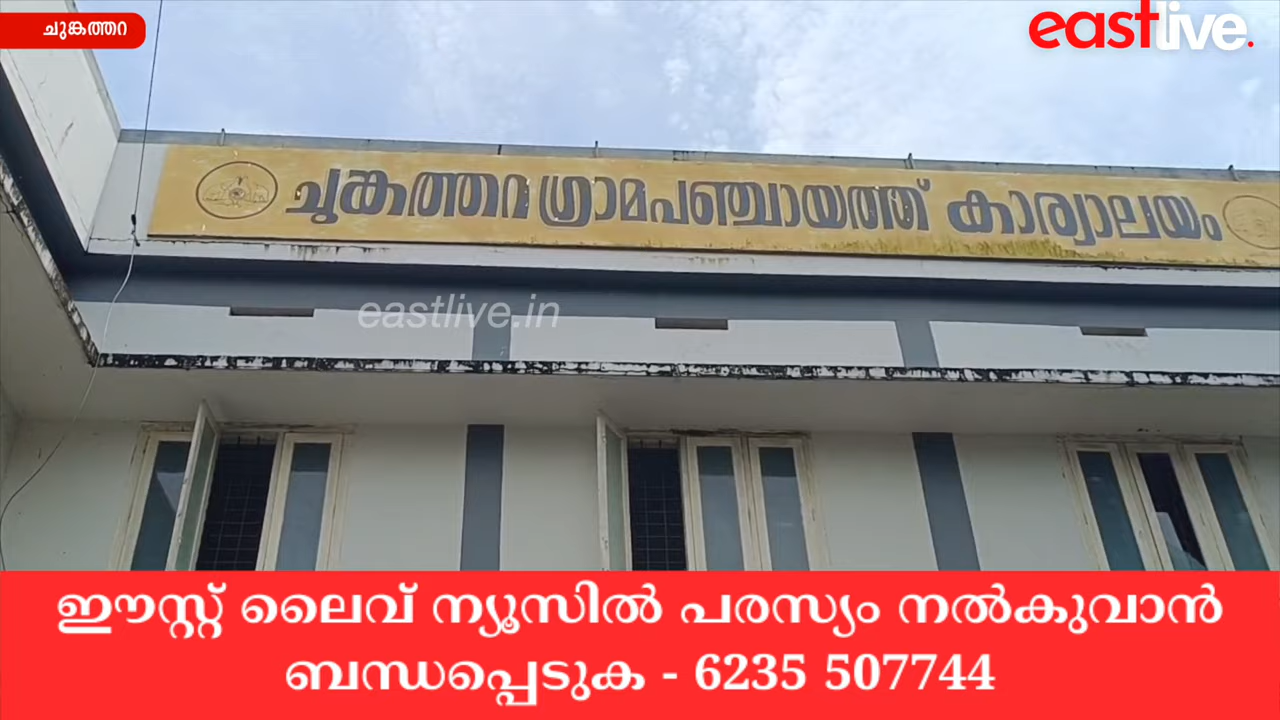 ചുങ്കത്തറ
eastlive.
ചുങ്കത്തറ ഗ്രാമപഞ്ചായത്ത് കാര്യാലയം
eastlive.in
ഈസ്റ്റ് ലൈവ് ന്യൂസിൽ പരസ്യം നൽകുവാൻ
ബന്ധപ്പെടുക - 6235 507744